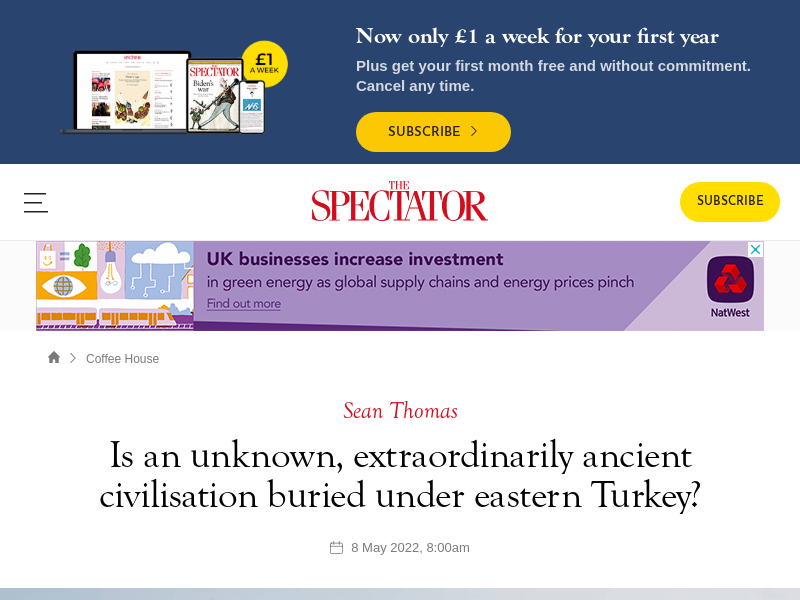 Now only £1 a week for your first year
Plus get your first month free and without commitment.
Cancel any time.
SUBSCRIBE
£1
A WEEK
SPECTATOR
Biden's
war
THE
SPECTATOR
SUBSCRIBE
UK businesses increase investment
in green energy as global supply chains and energy prices pinch
Find out more
NatWest
Coffee House
Sean Thomas
Is an unknown, extraordinarily ancient
civilisation buried under eastern Turkey?
8 May 2022, 8:00am